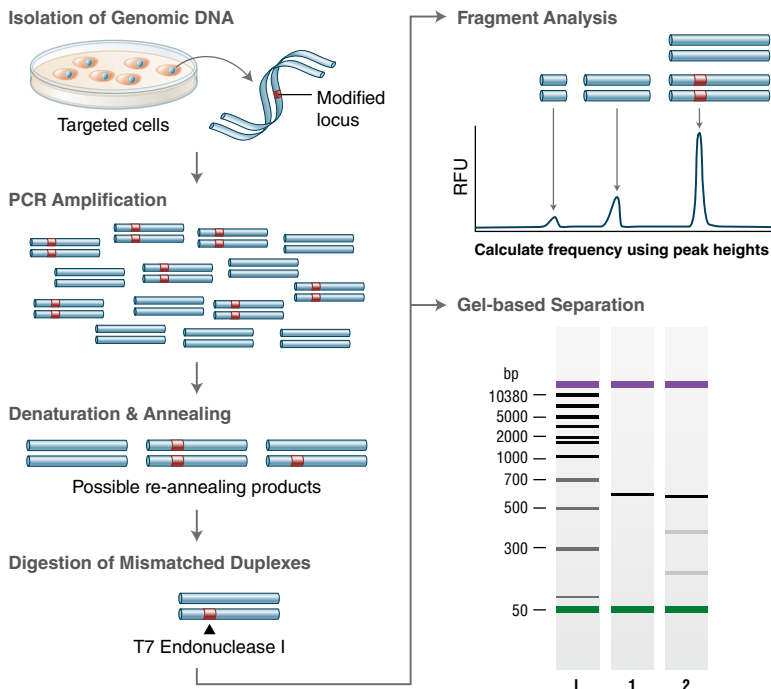 Isolation of Genomic DNA
Targeted cells
Modified
locus
PCR Amplification
Denaturation & Annealing
Possible re-annealing products
Digestion of Mismatched Duplexes
T7 Endonuclease I
Fragment Analysis
RFU
Calculate frequency using peak heights
Gel-based Separation
bp
10380
5000
2000
1000
700
500
300
50
L 1 2